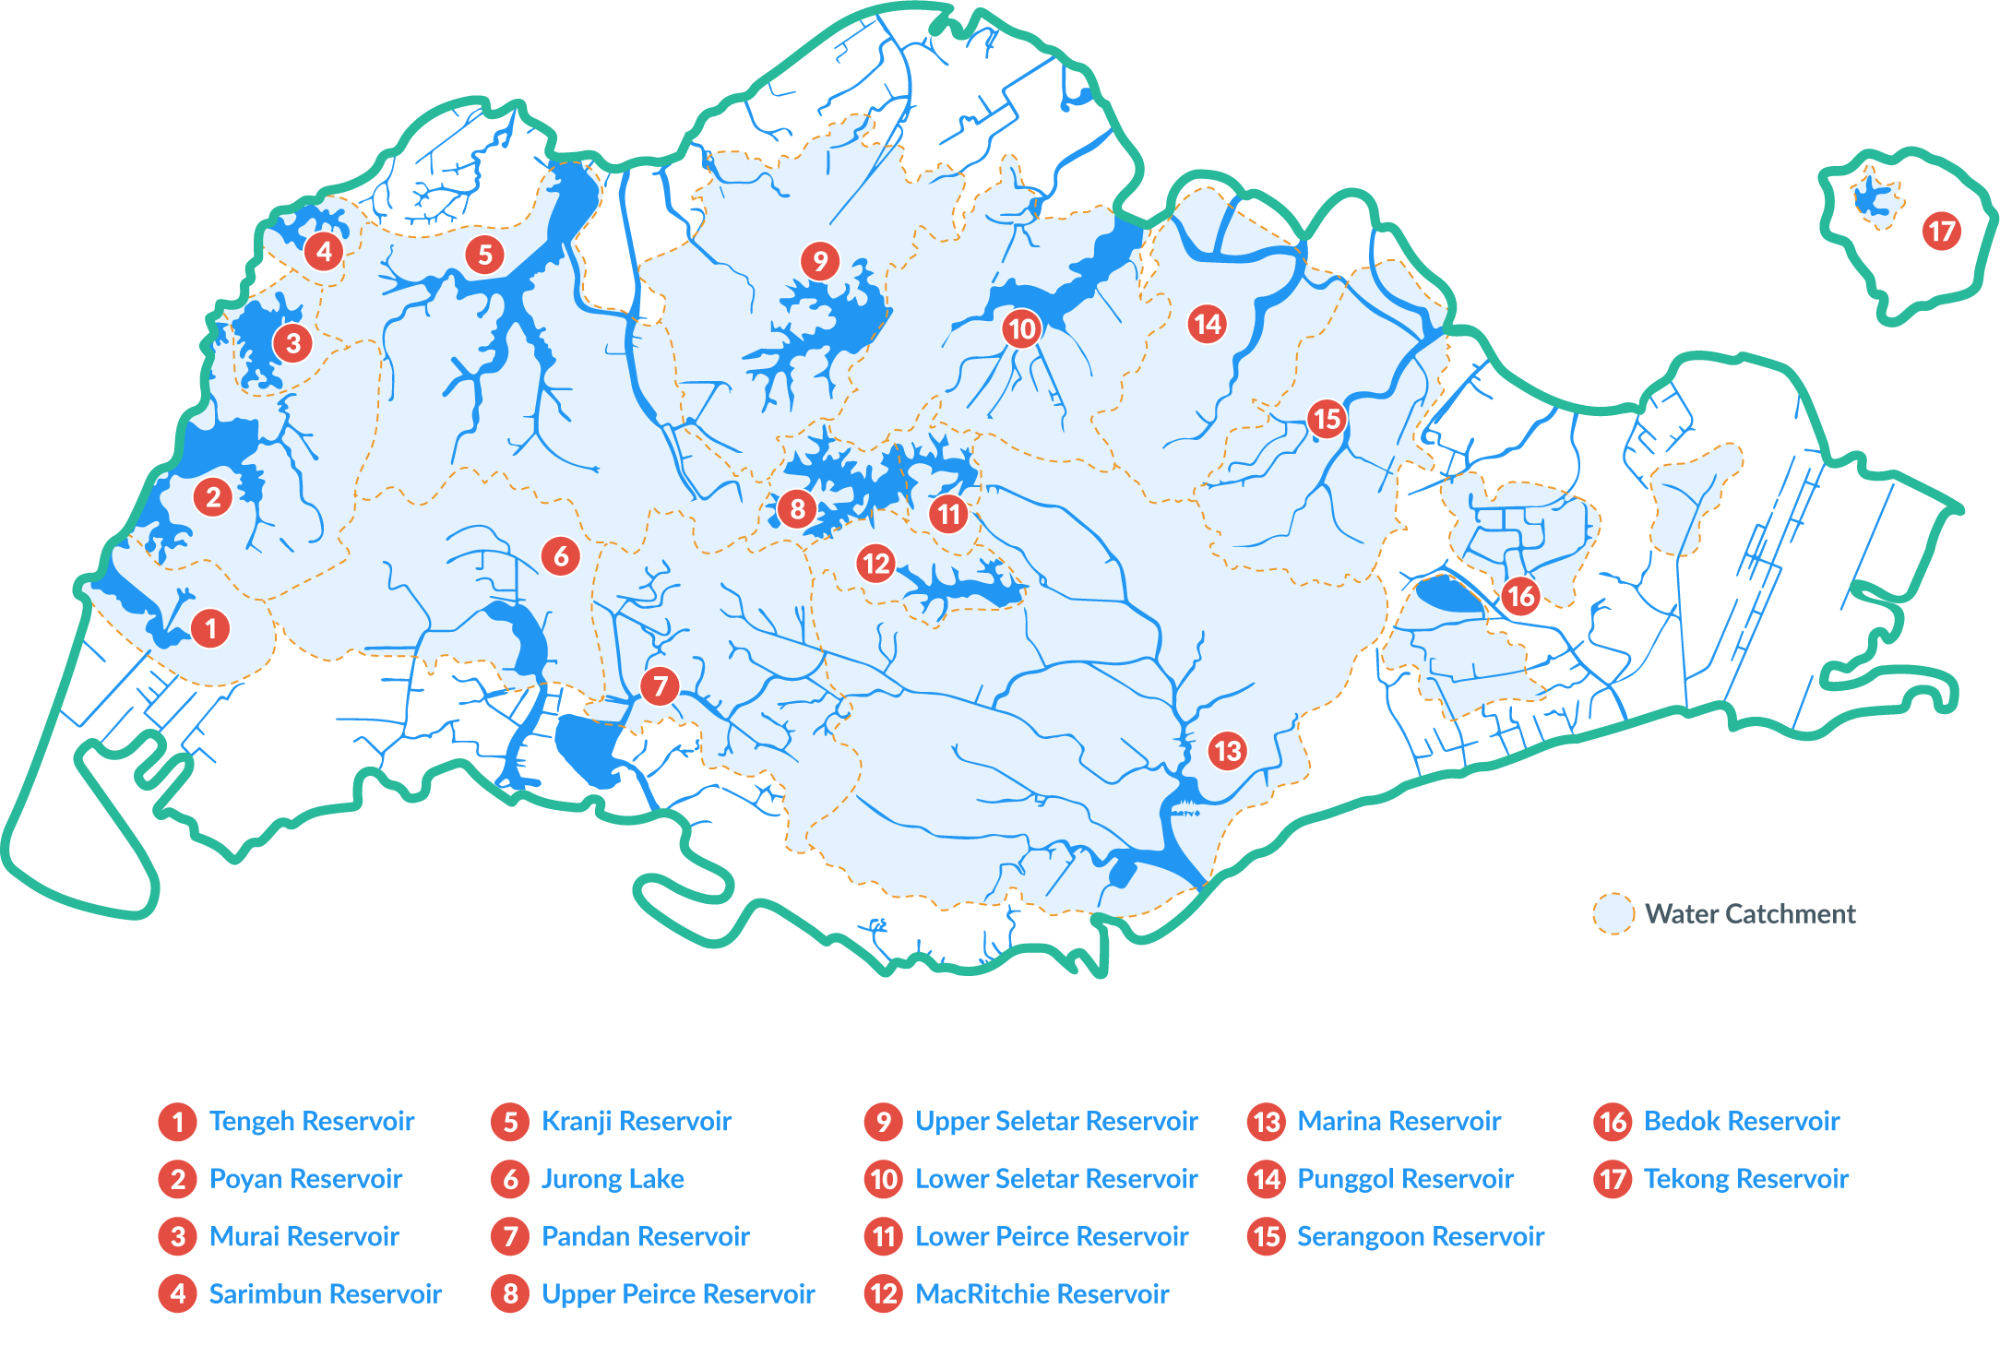 4
5
9
17
3
10
14
15
2
8
11
6
12
16
1
7
13
Water Catchment
1 Tengeh Reservoir
2 Poyan Reservoir
3 Murai Reservoir
4 Sarimbun Reservoir
5 Kranji Reservoir
6 Jurong Lake
7 Pandan Reservoir
8 Upper Peirce Reservoir
9 Upper Seletar Reservoir
10 Lower Seletar Reservoir
11 Lower Peirce Reservoir
12 MacRitchie Reservoir
13 Marina Reservoir
14 Punggol Reservoir
15 Serangoon Reservoir
16 Bedok Reservoir
17 Tekong Reservoir